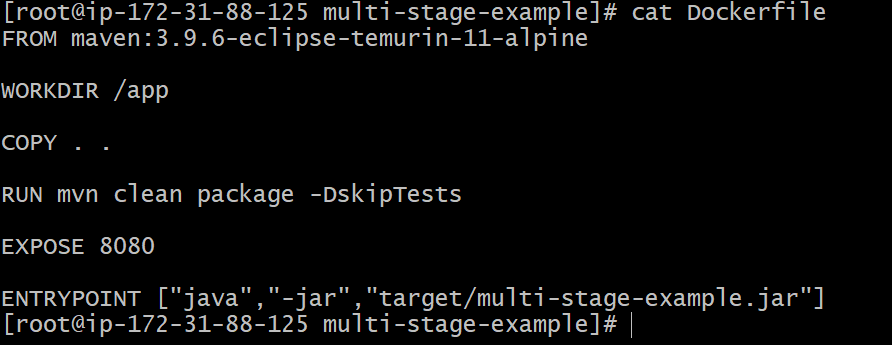 [root@ip-172-31-88-125 multi-stage-example]# cat Dockerfile
FROM maven:3.9.6-eclipse-temurin-11-alpine
WORKDIR /app
COPY . .
RUN mvn clean package -DskipTests
EXPOSE 8080
ENTRYPOINT ["java","-jar","target/multi-stage-example.jar"]
[root@ip-172-31-88-125 multi-stage-example]#